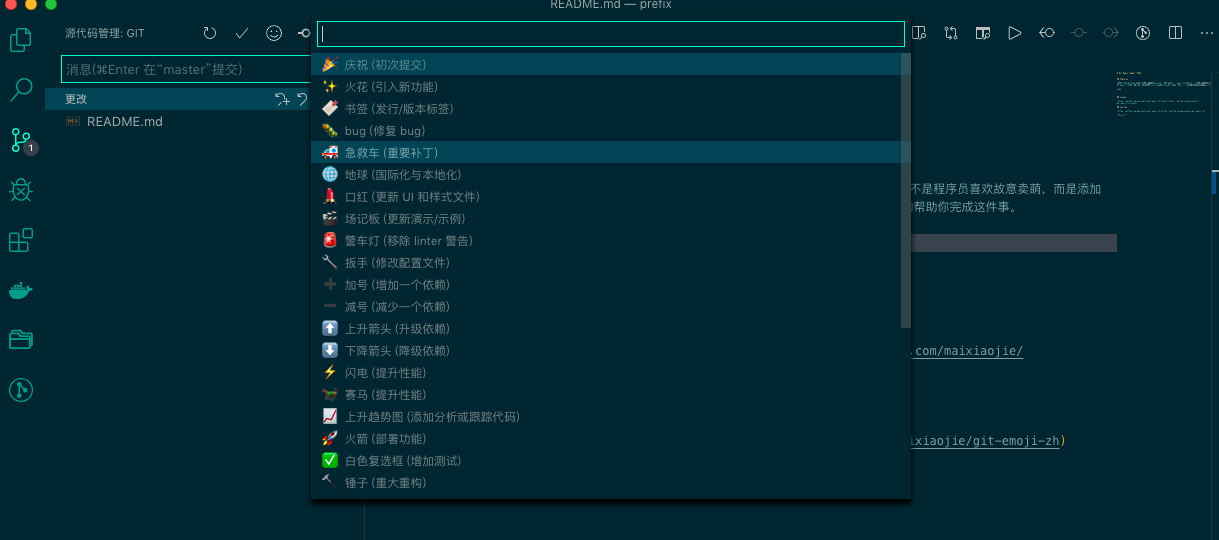 README.md — prefix
源代码管理: GIT
消息(⌘Enter 在“master”提交)
更改
README.md
1
庆祝 (初次提交)
火花 (引入新功能)
书签 (发行/版本标签)
bug (修复 bug)
急救车 (重要补丁)
地球 (国际化与本地化)
口红 (更新 UI 和样式文件)
场记板 (更新演示/示例)
警车灯 (移除 linter 警告)
扳手 (修改配置文件)
加号 (增加一个依赖)
减号 (减少一个依赖)
上升箭头 (升级依赖)
下降箭头 (降级依赖)
闪电 (提升性能)
赛马 (提升性能)
上升趋势图 (添加分析或跟踪代码)
火箭 (部署功能)
白色复选框 (增加测试)
锤子 (重大重构)
不是程序员喜欢故意卖萌，而是添加
帮助你完成这件事。
.com/maixiaojie/
ixiaojie/git-emoji-zh)